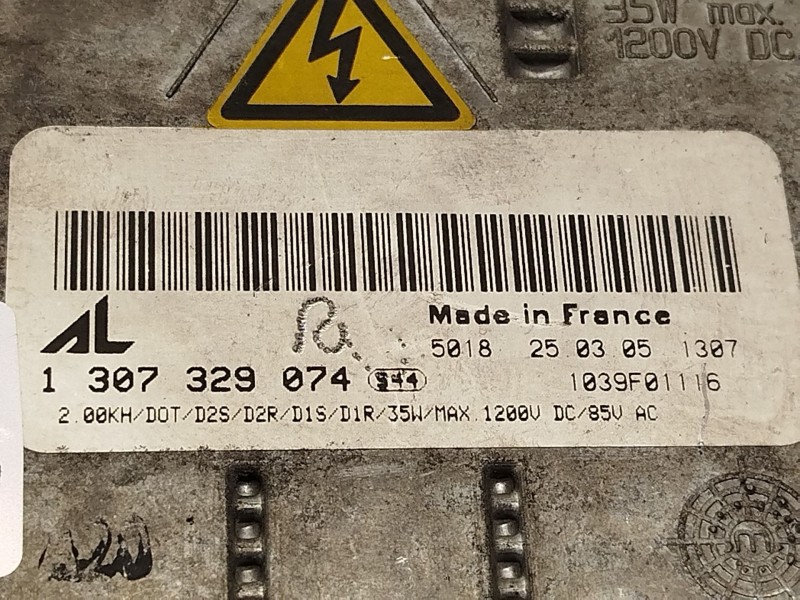 35W max.
1200V DC
AL
Made in France
5018 25.03.05 1307
1 307 329 074 S44
1039F01116
2.00KH/DOT/D2S/D2R/D1S/D1R/35W/MAX.1200V DC/85V AC